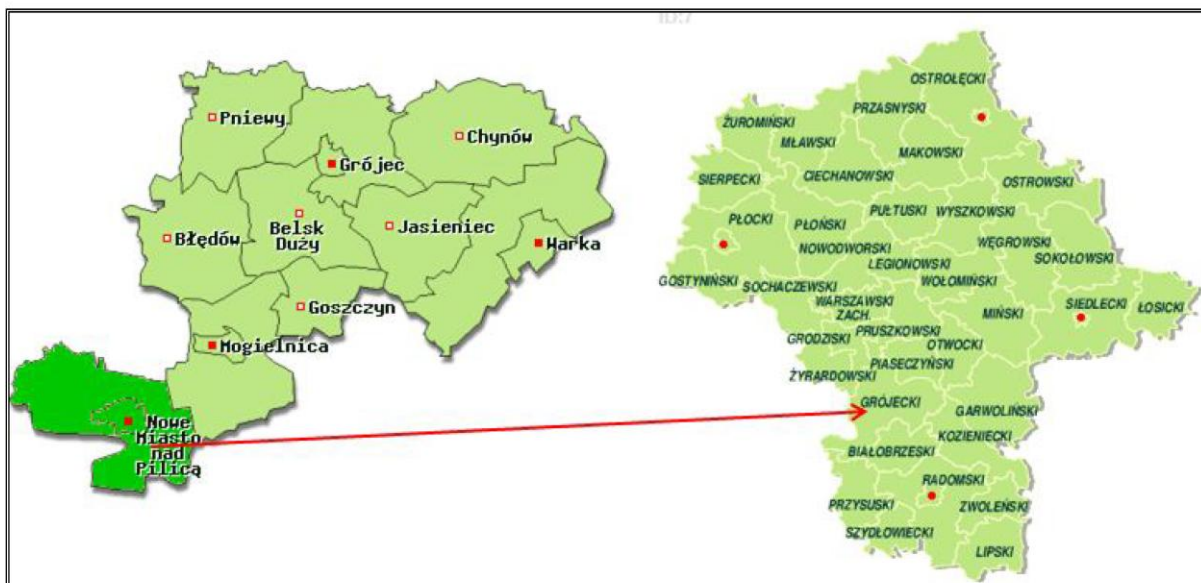 ID:7
Pniewy
Grójec
Chynów
Błędów
Belsk
Duży
Jasieniec
Warka
Goszczyn
Mogielnica
Nowe
Miasto
nad
Pilicą
OSTROŁĘCKI
PRZASNYSKI
ŻUROMIŃSKI
MŁAWSKI
MAKOWSKI
CIECHANOWSKI
SIERPECKI
OSTROWSKI
PUŁTUSKI
WYSZKOWSKI
PŁOCKI
PŁOŃSKI
NOWODWORSKI
WĘGROWSKI
SOKOŁOWSKI
LEGIONOWSKI
GOSTYNIŃSKI
SOCHACZEWSKI
WOŁOMIŃSKI
WARSZAWSKI
ZACH.
MIŃSKI
SIEDLECKI
ŁOSICKI
GRODZISKI
PRUSZKOWSKI
OTWOCKI
PIASECZYŃSKI
ŻYRARDOWSKI
GRÓJECKI
GARWOLIŃSKI
KOZIENICKI
BIAŁOBRZESKI
RADOMSKI
PRZYSUSKI
ZWOLEŃSKI
SZYDŁOWIECKI
LIPSKI